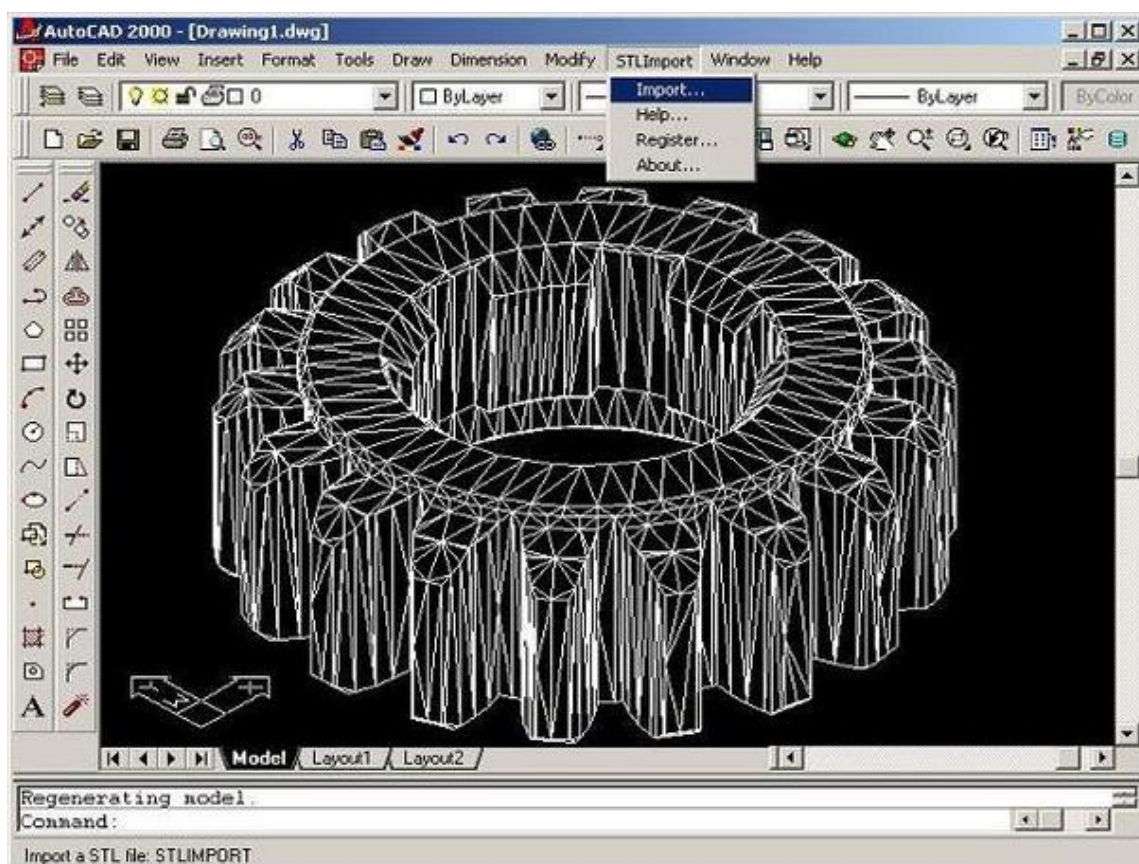 AutoCAD 2000 - [Drawing1.dwg]
File Edit View Insert Format Tools Draw Dimension Modify STLImport Window Help
0 ByLayer ByLayer ByColor
Import...
Help...
Register...
About...
A
Model Layout1 Layout2
Regenerating model.
Command:
Import a STL file: STLIMPORT